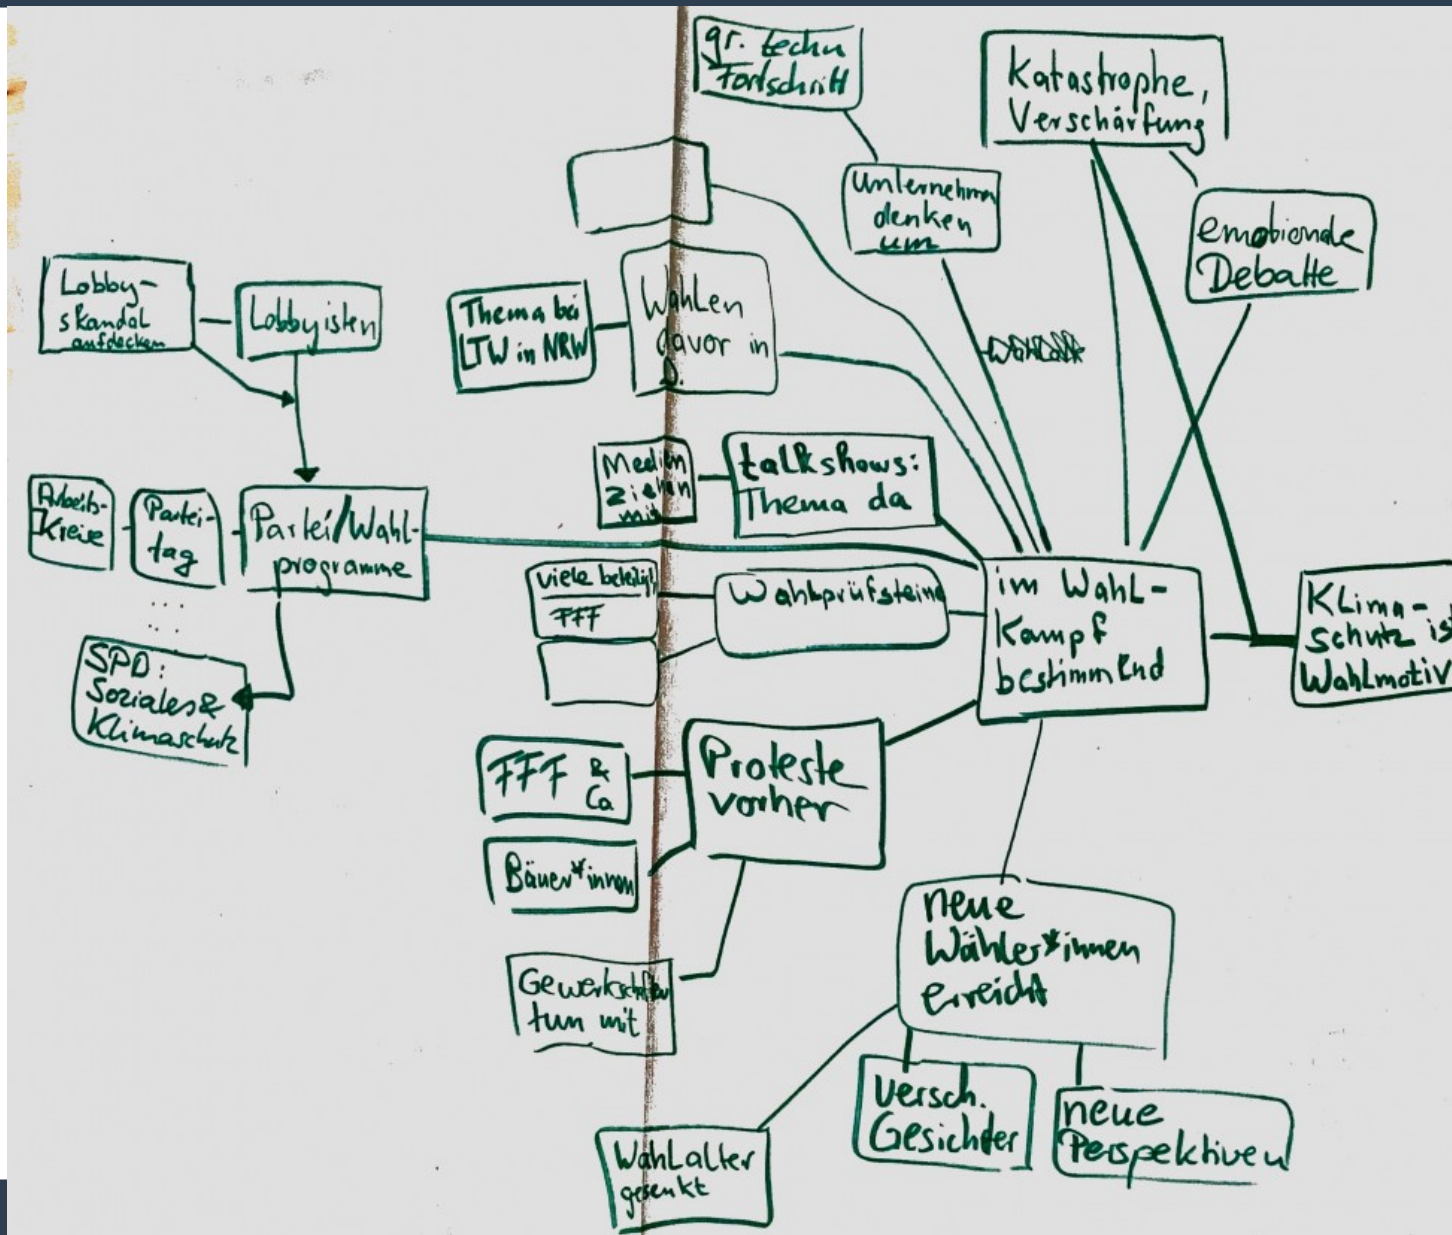 gr. techn
Fortschritt
Katastrophe,
Verschärfung
Unternehmen
denken
um
emotionale
Debatte
Lobby-
skandal
aufdecken
Lobbyisten
Thema bei
LTW in NRW
Wahlen
davor in
D.
Medien
ziehen
mit
talkshows:
Thema da
Arbeits-
Kreise
Partei-
tag
Partei/Wahl-
programme
viele beteiligt
FFF
Wahlprüfsteine
im Wahl-
Kampf
bestimmend
Klima-
schutz ist
Wahlmotiv
SPD:
Soziales &
Klimaschutz
FFF &
Co
Proteste
vorher
Bäuer*innen
neue
Wähler*innen
erreicht
Gewerkschaften
tun mit
versch.
Gesichter
neue
Perspektiven
Wahlalter
gesenkt